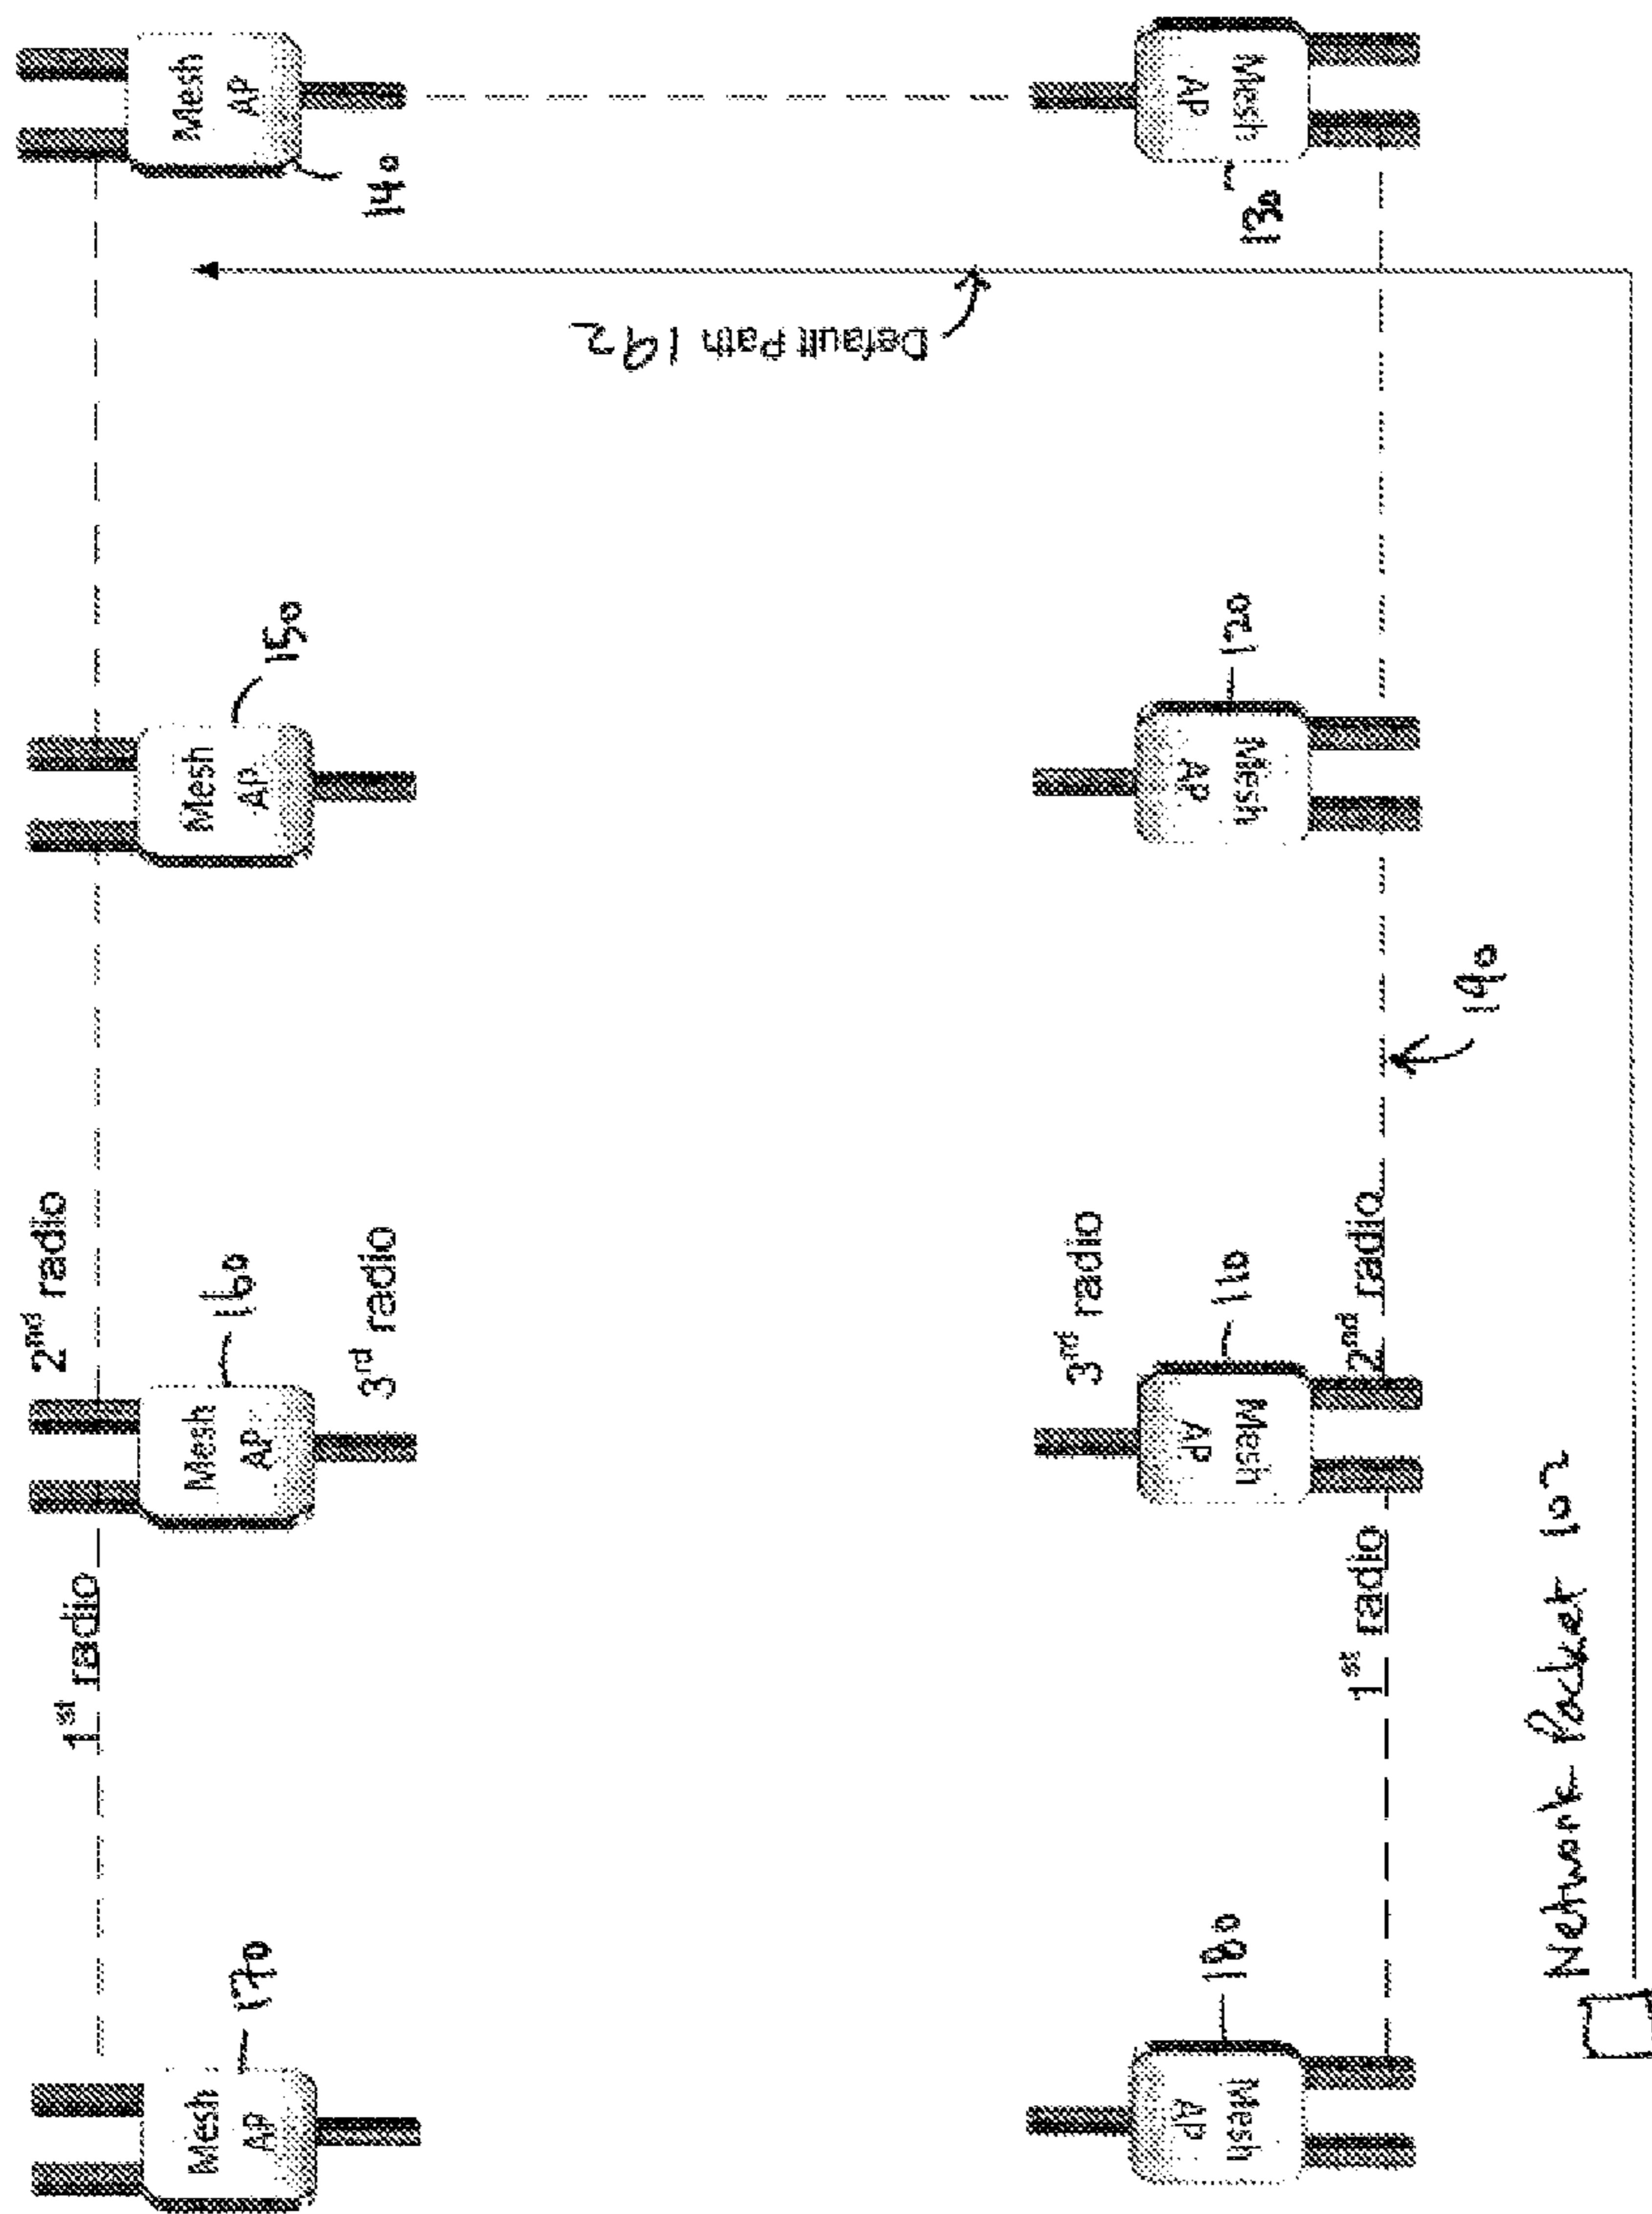 Mesh
AP
170
1st radio
2nd radio
Mesh
AP
160
3rd radio
Mesh
AP
150
Mesh
AP
140
Default Path 192
Mesh
AP
180
3rd radio
Mesh
AP
110
1st radio
2nd radio
Mesh
AP
120
Mesh
AP
130
190
Network Packet 102